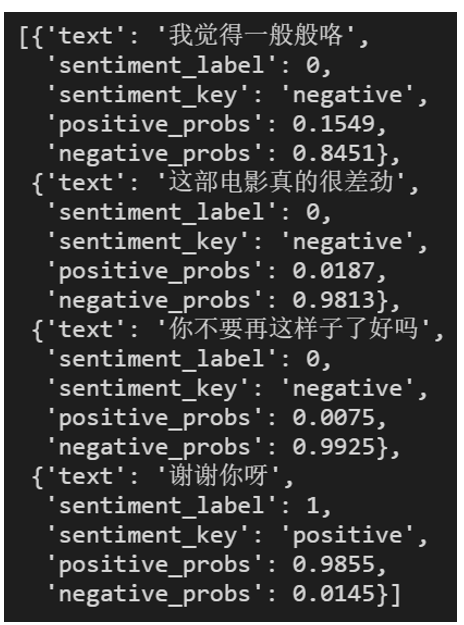 [{'text': '我觉得一般般咯',
'sentiment_label': 0,
'sentiment_key': 'negative',
'positive_probs': 0.1549,
'negative_probs': 0.8451},
{'text': '这部电影真的很差劲',
'sentiment_label': 0,
'sentiment_key': 'negative',
'positive_probs': 0.0187,
'negative_probs': 0.9813},
{'text': '你不要再这样子了好吗',
'sentiment_label': 0,
'sentiment_key': 'negative',
'positive_probs': 0.0075,
'negative_probs': 0.9925},
{'text': '谢谢你呀',
'sentiment_label': 1,
'sentiment_key': 'positive',
'positive_probs': 0.9855,
'negative_probs': 0.0145}]